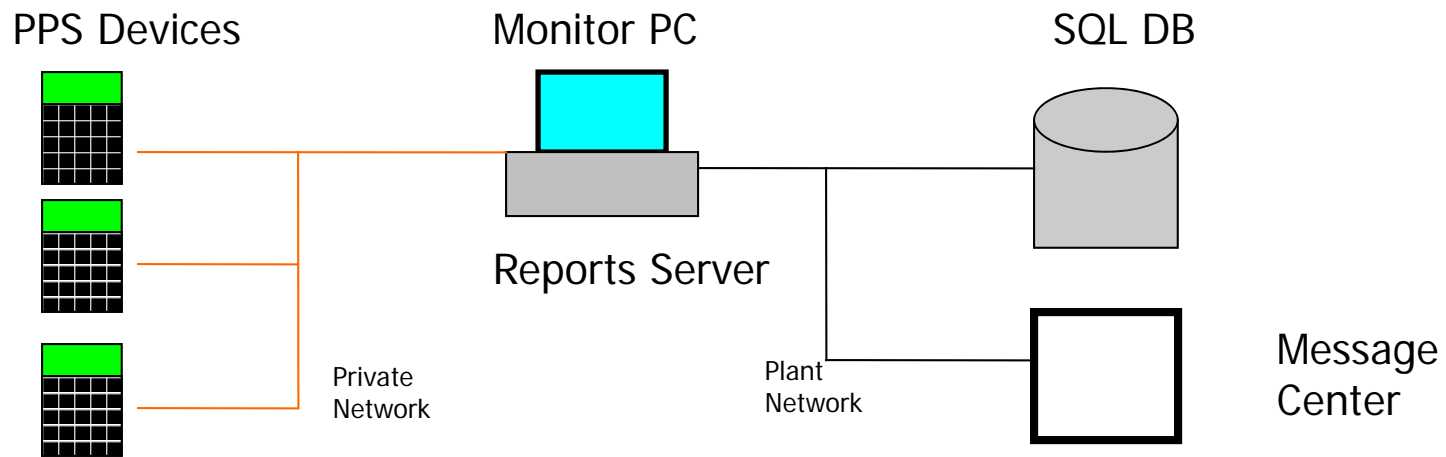 PPS Devices
Monitor PC
SQL DB
Reports Server
Private
Network
Plant
Network
Message
Center